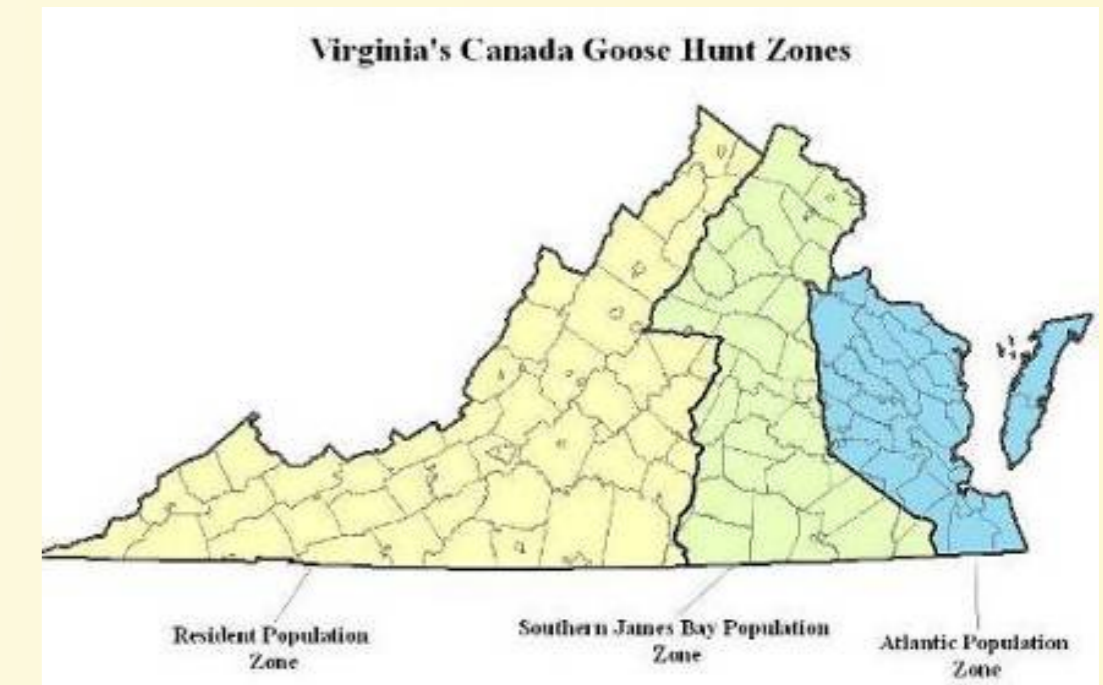 Virginia's Canada Goose Hunt Zones
Resident Population
Zone
Southern James Bay Population
Zone
Atlantic Population
Zone